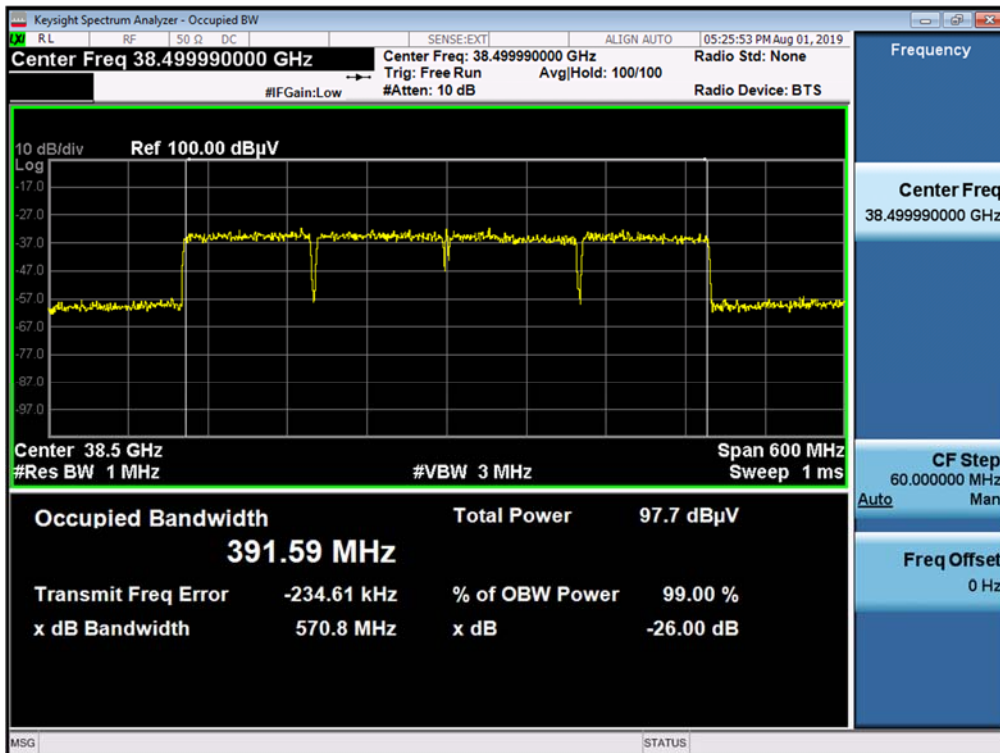 Keysight Spectrum Analyzer - Occupied BW
LXI RL RF 50 Ω DC SENSE:EXT ALIGN AUTO 05:25:53 PM Aug 01, 2019
Center Freq 38.499990000 GHz
Center Freq: 38.499990000 GHz Radio Std: None
Trig: Free Run Avg|Hold: 100/100
#IFGain:Low #Atten: 10 dB Radio Device: BTS
10 dB/div Ref 100.00 dBµV
Log
-17.0
-27.0
-37.0
-47.0
-57.0
-67.0
-77.0
-87.0
-97.0
Center 38.5 GHz Span 600 MHz
#Res BW 1 MHz #VBW 3 MHz Sweep 1 ms
Occupied Bandwidth Total Power 97.7 dBµV
391.59 MHz
Transmit Freq Error -234.61 kHz % of OBW Power 99.00 %
x dB Bandwidth 570.8 MHz x dB -26.00 dB
MSG STATUS
Frequency
Center Freq
38.499990000 GHz
CF Step
60.000000 MHz
Auto Man
Freq Offset
0 Hz